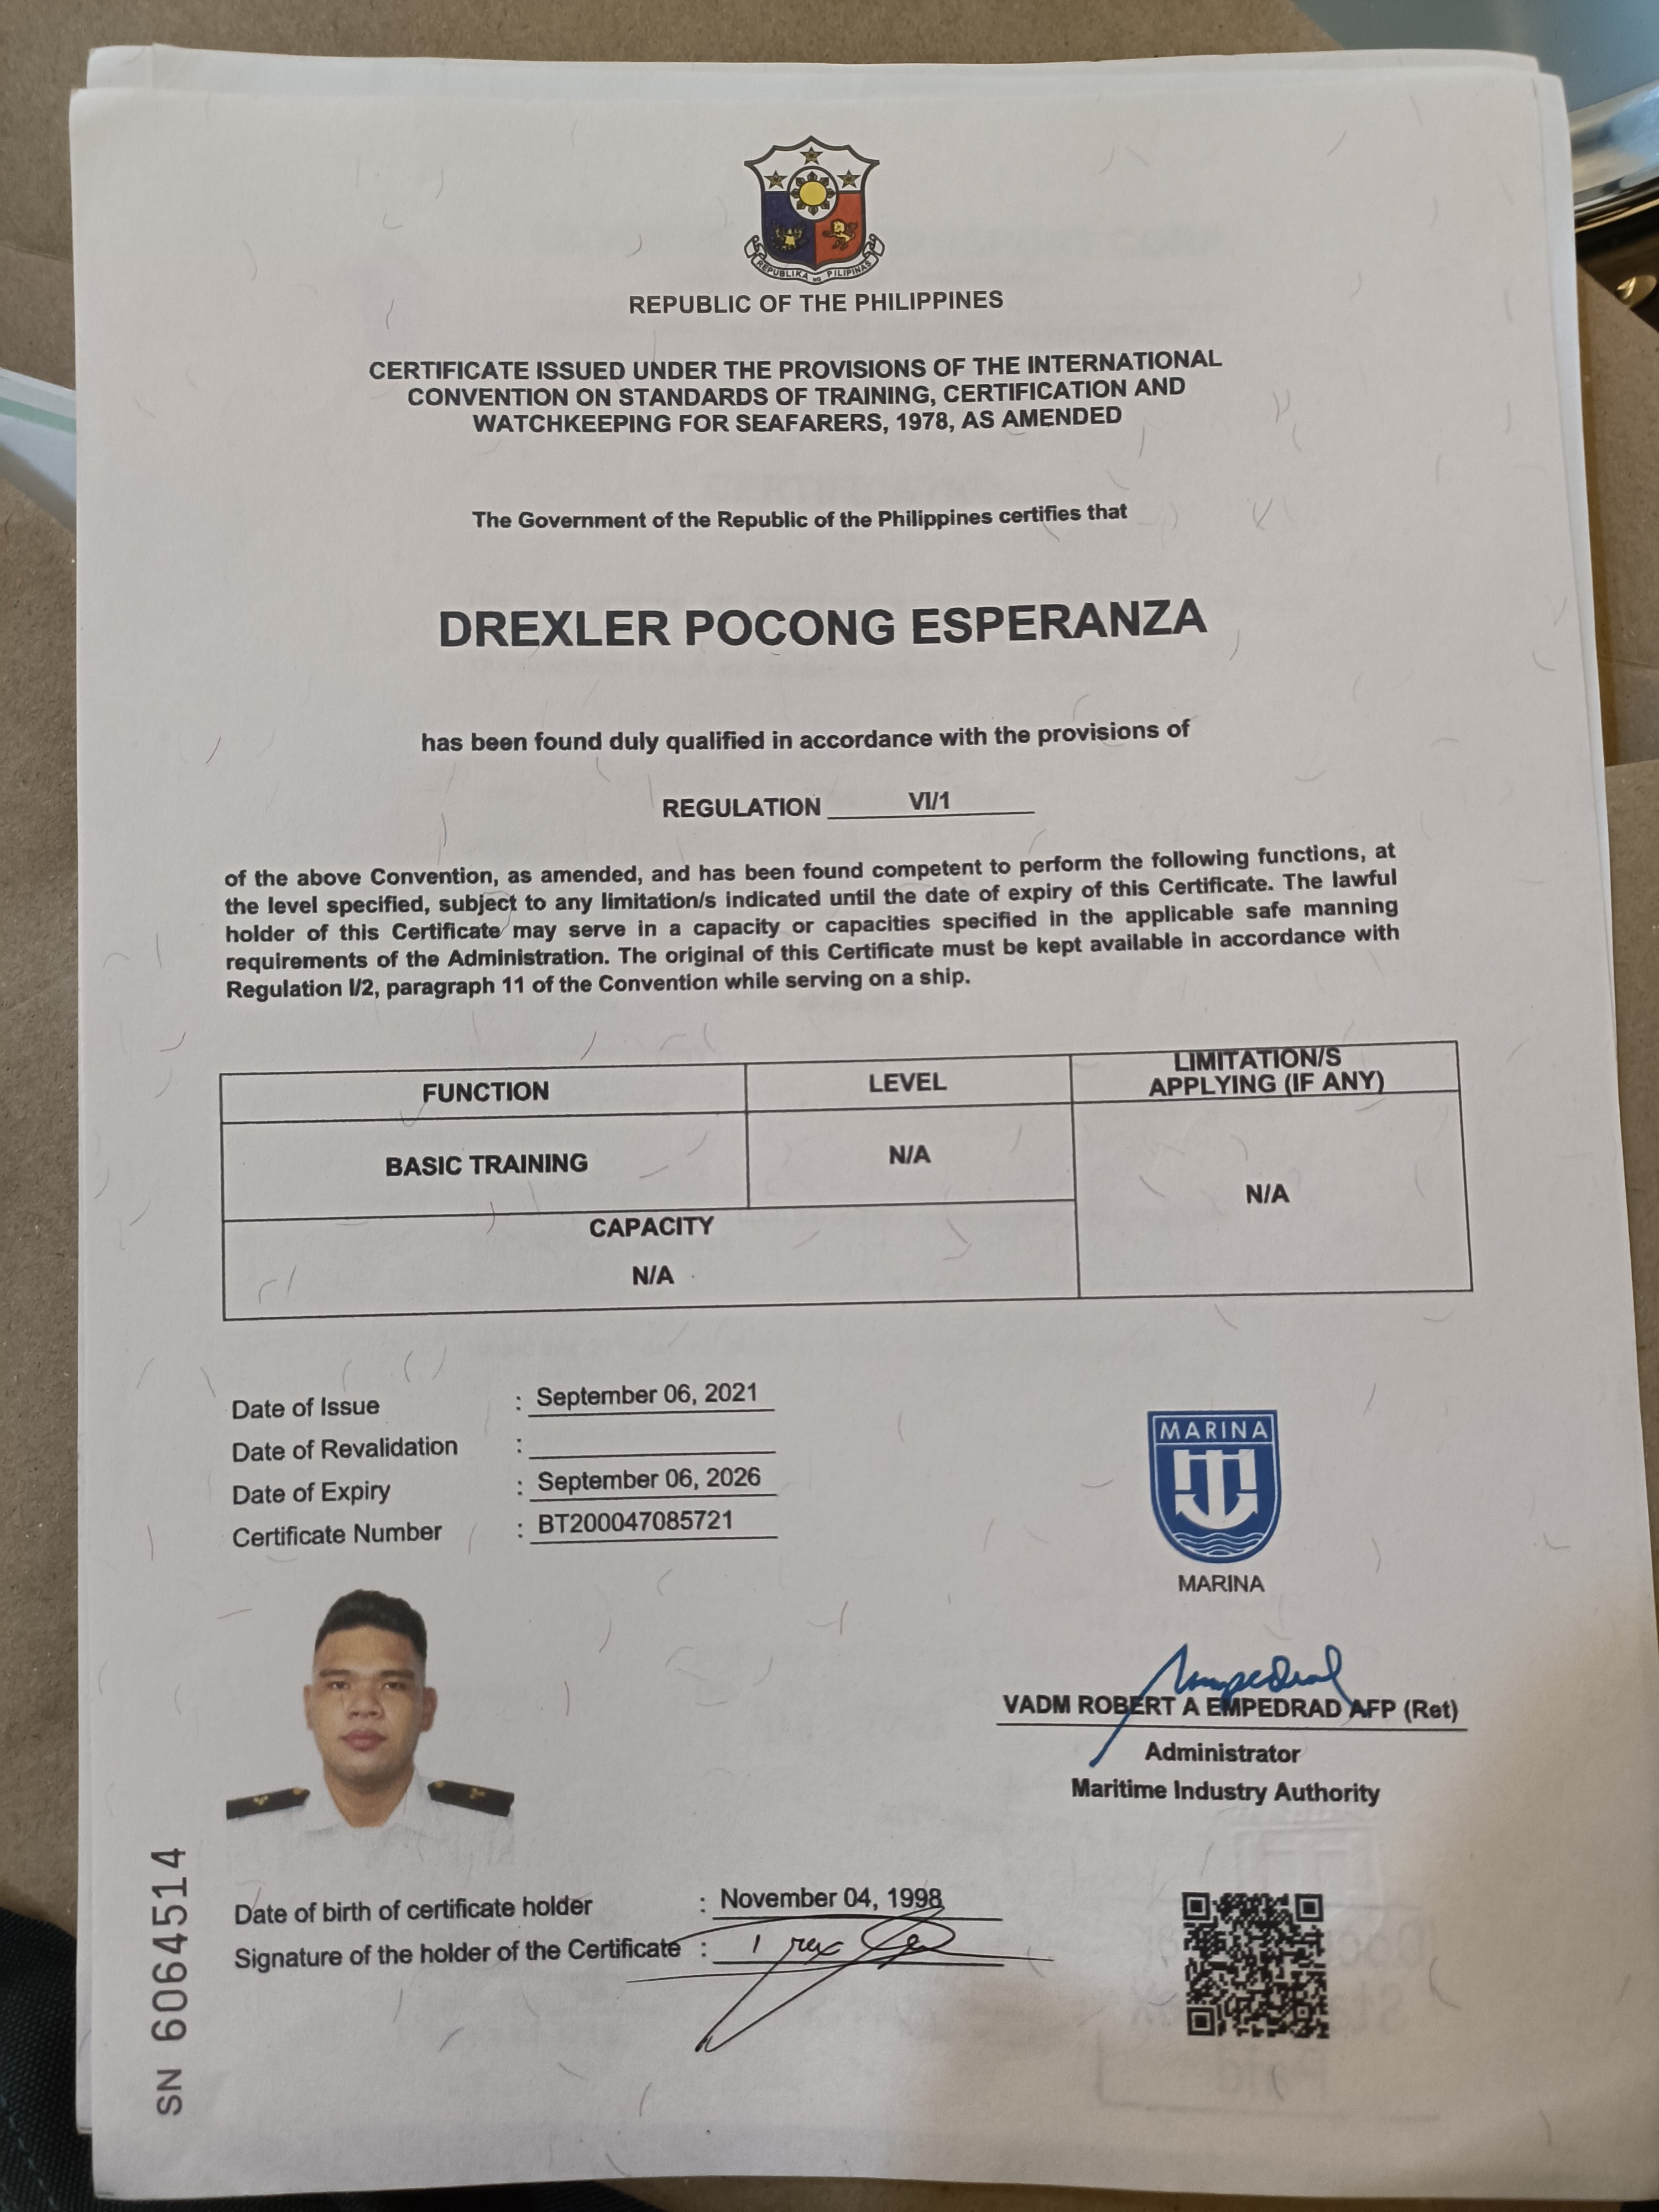 REPUBLIKA NG PILIPINAS
REPUBLIC OF THE PHILIPPINES
CERTIFICATE ISSUED UNDER THE PROVISIONS OF THE INTERNATIONAL
CONVENTION ON STANDARDS OF TRAINING, CERTIFICATION AND
WATCHKEEPING FOR SEAFARERS, 1978, AS AMENDED
The Government of the Republic of the Philippines certifies that
DREXLER POCONG ESPERANZA
has been found duly qualified in accordance with the provisions of
REGULATION VI/1
of the above Convention, as amended, and has been found competent to perform the following functions, at
the level specified, subject to any limitation/s indicated until the date of expiry of this Certificate. The lawful
holder of this Certificate may serve in a capacity or capacities specified in the applicable safe manning
requirements of the Administration. The original of this Certificate must be kept available in accordance with
Regulation I/2, paragraph 11 of the Convention while serving on a ship.
FUNCTION LEVEL LIMITATION/S
APPLYING (IF ANY)
BASIC TRAINING N/A N/A
CAPACITY
N/A
Date of Issue : September 06, 2021
Date of Revalidation :
Date of Expiry : September 06, 2026
Certificate Number : BT200047085721
MARINA
MARINA
VADM ROBERT A EMPEDRAD AFP (Ret)
Administrator
Maritime Industry Authority
Date of birth of certificate holder : November 04, 1998
Signature of the holder of the Certificate :
SN 6064514